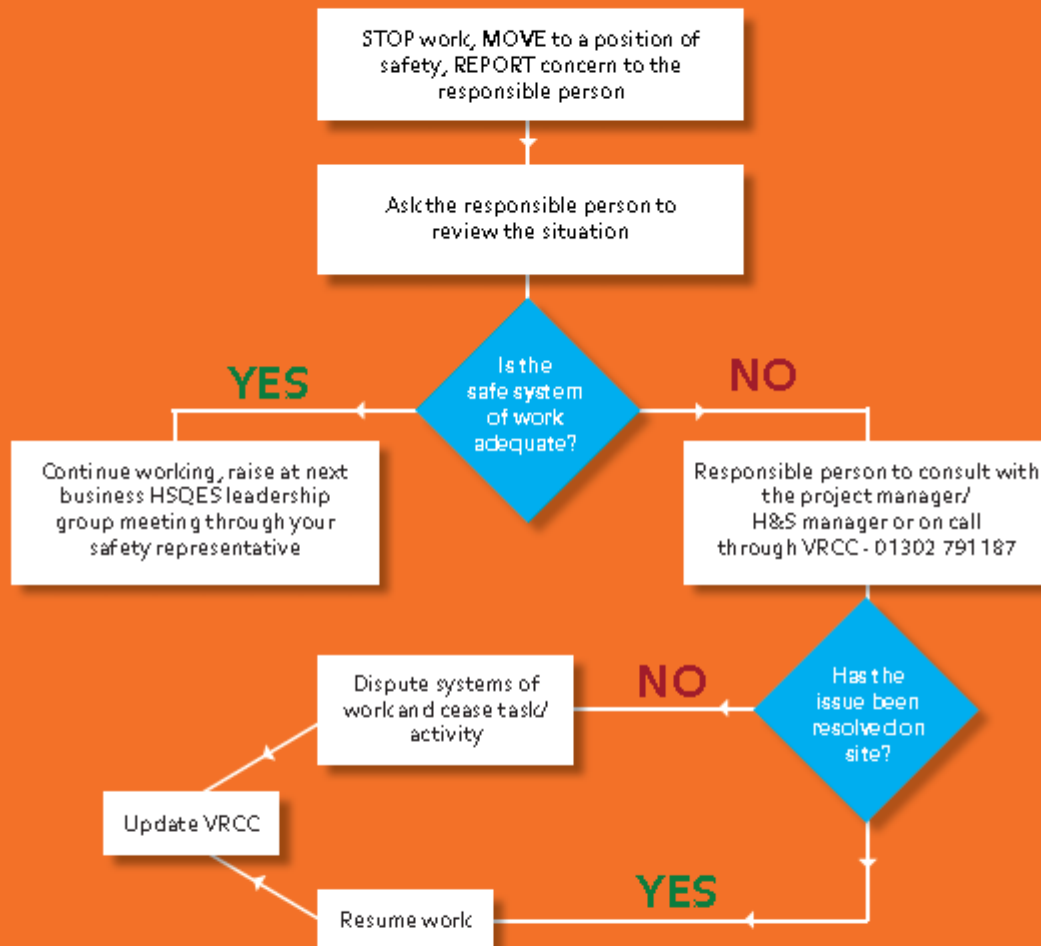 STOP work, MOVE to a position of
safety, REPORT concern to the
responsible person
Ask the responsible person to
review the situation
Is the
safe system
of work
adequate?
YES
NO
Continue working, raise at next
business HSQES leadership
group meeting through your
safety representative
Responsible person to consult with
the project manager/
H&S manager or on call
through VRCC - 01302 791187
Has the
issue been
resolved on
site?
NO
Dispute systems of
work and cease task/
activity
Update VRCC
YES
Resume work